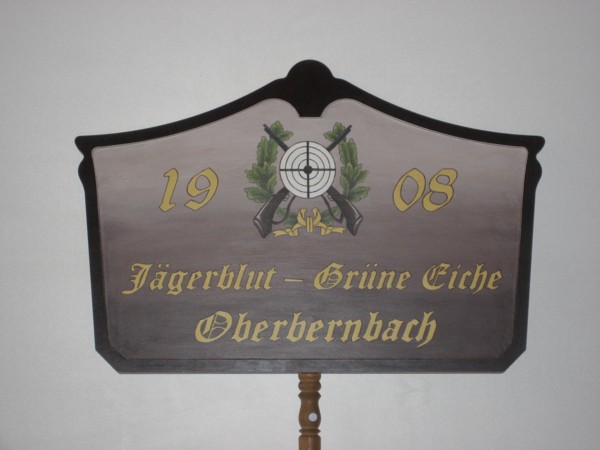 19 08
Jägerblut – Grüne Eiche
Oberbernbach